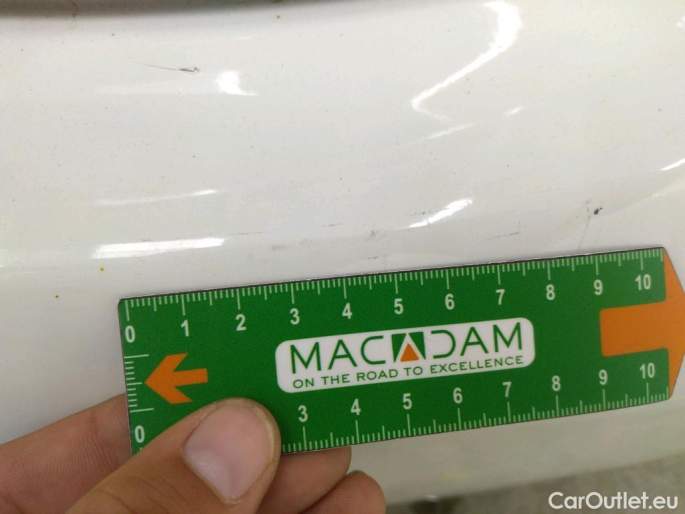 0 1 2 3 4 5 6 7 8 9 10
MACADAM
ON THE ROAD TO EXCELLENCE
0 3 4 5 6 7 8 9 10
CarOutlet.eu